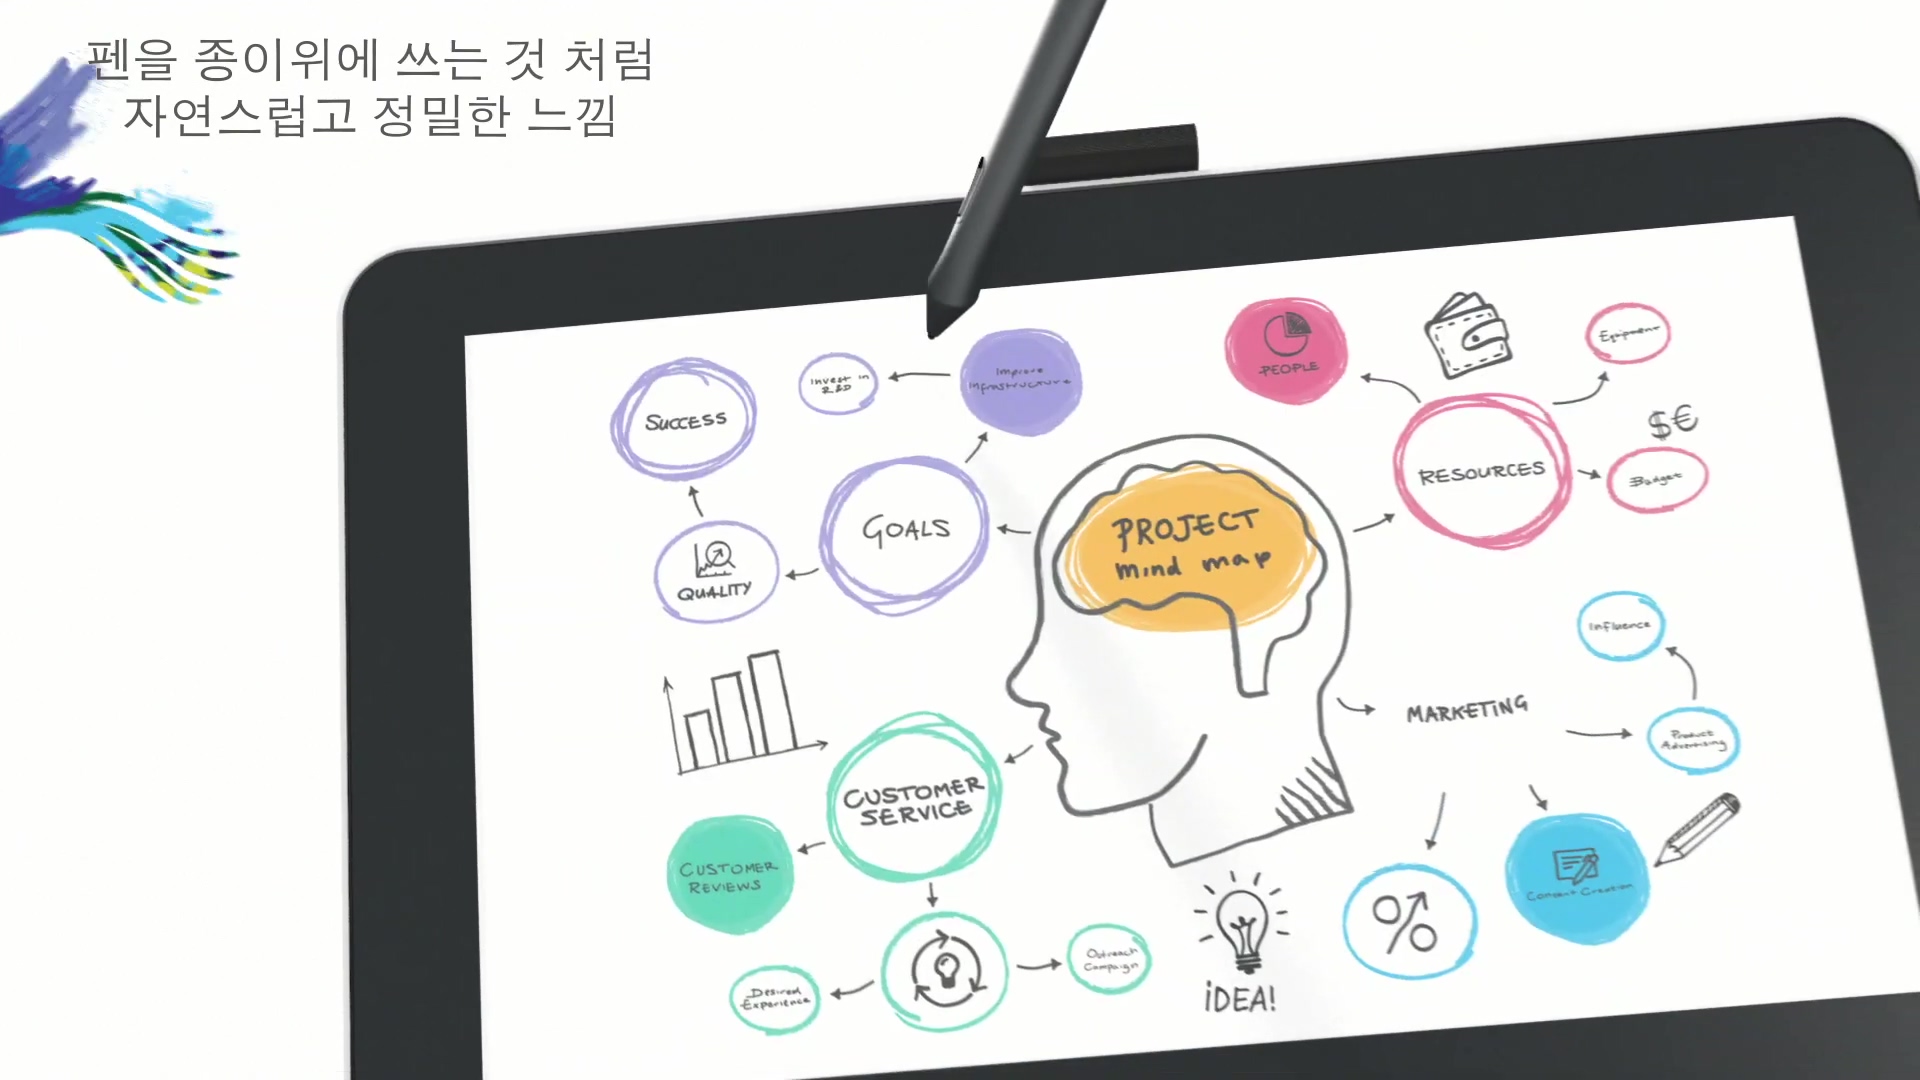 펜을 종이위에 쓰는 것 처럼
자연스럽고 정밀한 느낌
SUCCESS
Invest in
R&D
Improve
Infrastructure
PEOPLE
Equipment
$€
RESOURCES
Budget
GOALS
PROJECT
mind map
QUALITY
Influence
MARKETING
Product
Advertising
CUSTOMER
SERVICE
CUSTOMER
REVIEWS
Content Creation
%
Outreach
Campaign
Desired
Experience
iDEA!